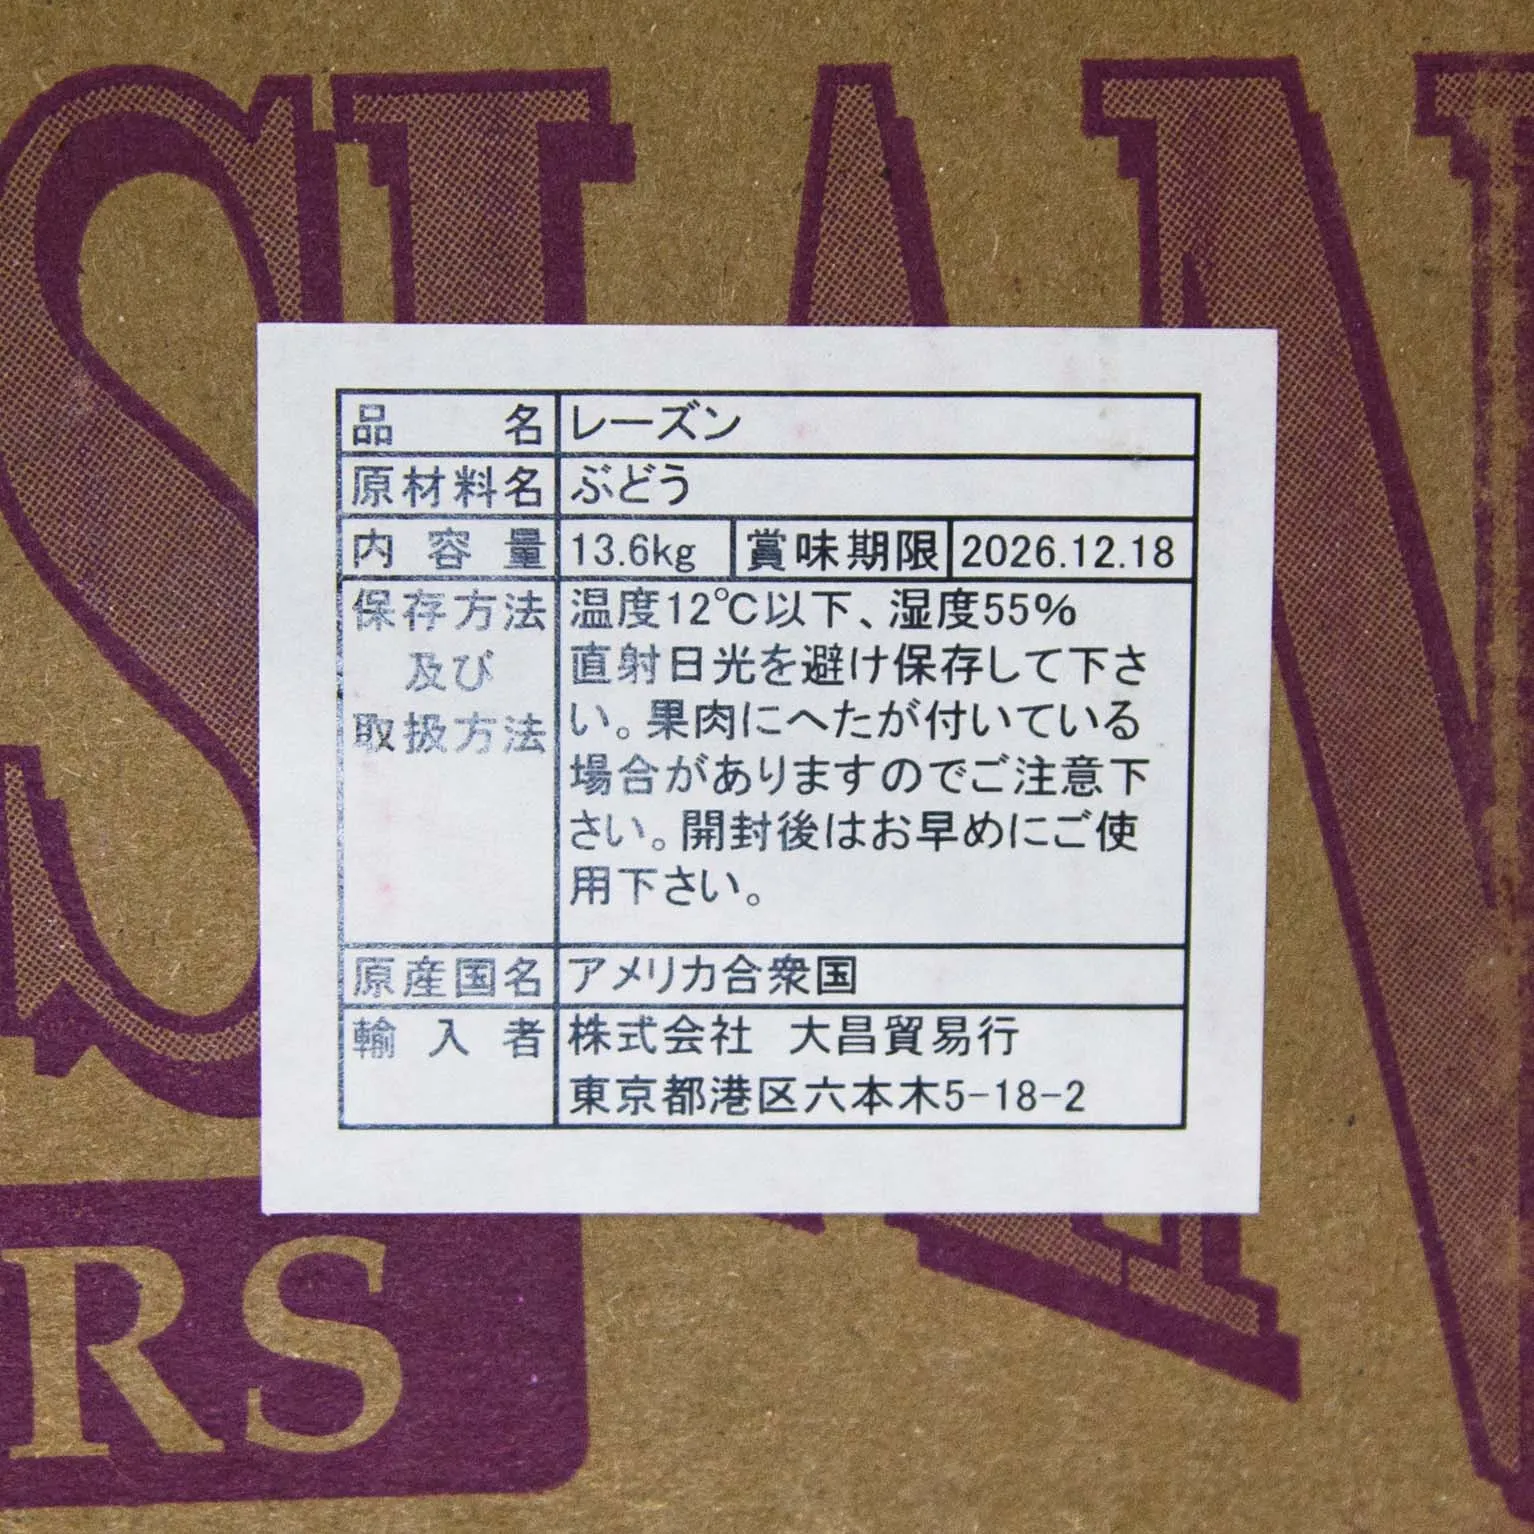 品名 レーズン
原材料名 ぶどう
内容量 13.6kg 賞味期限 2026.12.18
保存方法及び取扱方法
温度12℃以下、湿度55%
直射日光を避け保存して下さ
い。果肉にへたが付いている
場合がありますのでご注意下
さい。開封後はお早めにご使
用下さい。
原産国名 アメリカ合衆国
輸入者 株式会社 大昌貿易行
東京都港区六本木5-18-2
RS